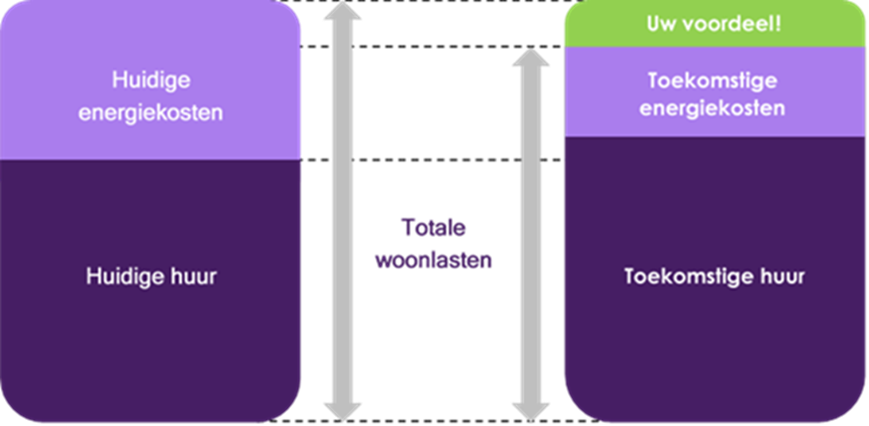 Huidige
energiekosten
Huidige huur
Totale
woonlasten
Uw voordeel!
Toekomstige
energiekosten
Toekomstige huur